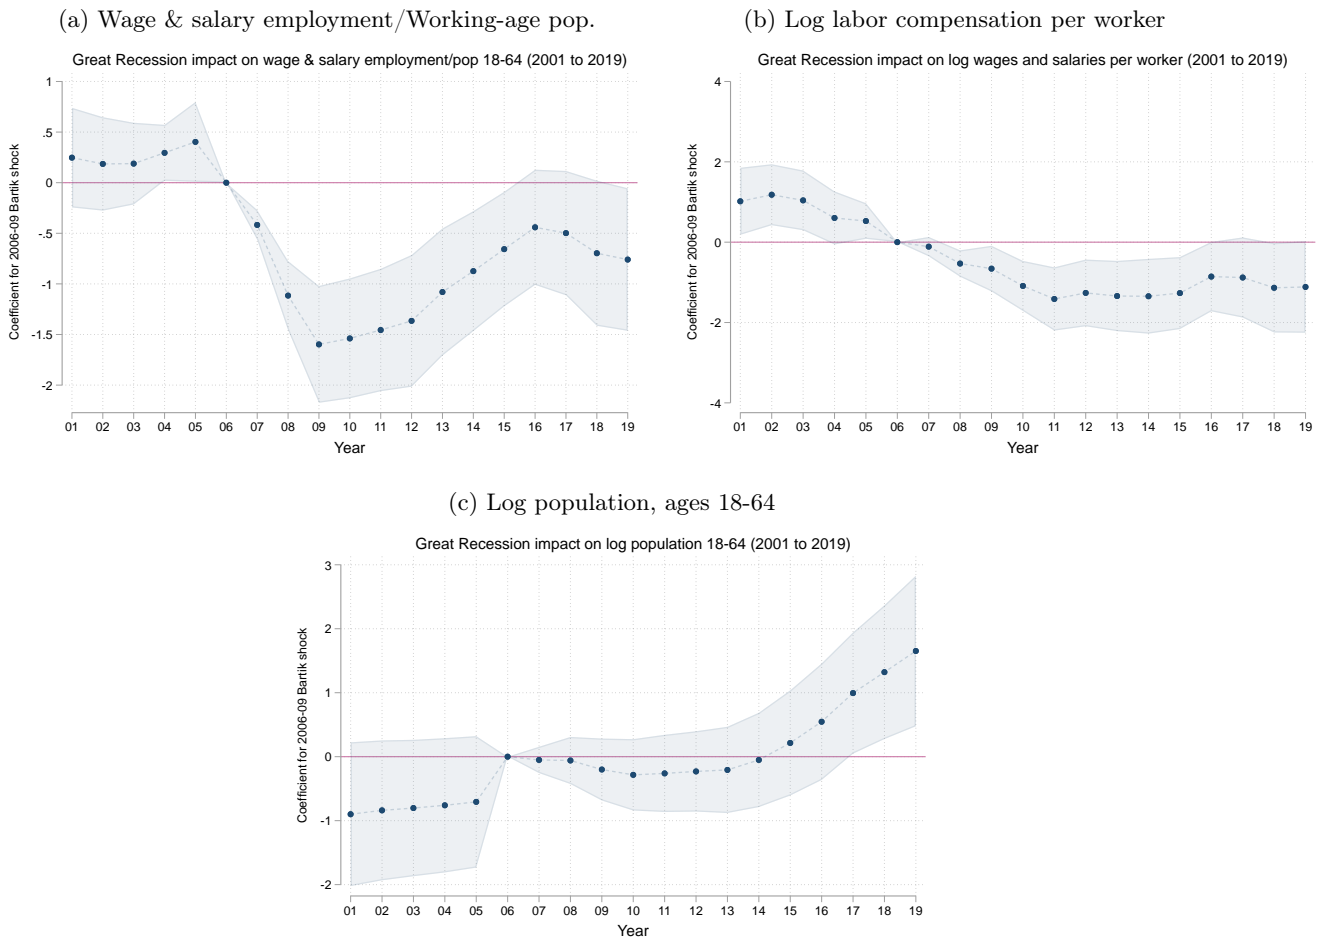 (a) Wage & salary employment/Working-age pop.
Great Recession impact on wage & salary employment/pop 18-64 (2001 to 2019)
Coefficient for 2006-09 Bartik shock
1
.5
0
-.5
-1
-1.5
-2
01 02 03 04 05 06 07 08 09 10 11 12 13 14 15 16 17 18 19
Year
(b) Log labor compensation per worker
Great Recession impact on log wages and salaries per worker (2001 to 2019)
Coefficient for 2006-09 Bartik shock
4
2
0
-2
-4
01 02 03 04 05 06 07 08 09 10 11 12 13 14 15 16 17 18 19
Year
(c) Log population, ages 18-64
Great Recession impact on log population 18-64 (2001 to 2019)
Coefficient for 2006-09 Bartik shock
3
2
1
0
-1
-2
01 02 03 04 05 06 07 08 09 10 11 12 13 14 15 16 17 18 19
Year